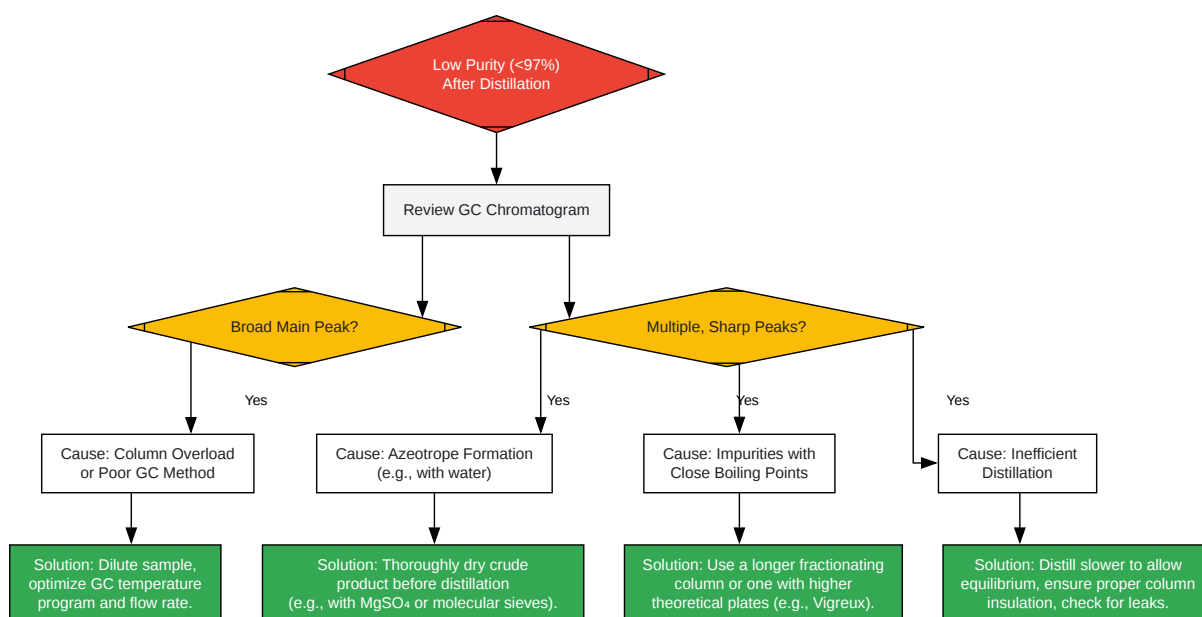 Low Purity (<97%)
After Distillation
Review GC Chromatogram
Broad Main Peak?
Multiple, Sharp Peaks?
Yes
Yes
Yes
Yes
Cause: Column Overload
or Poor GC Method
Cause: Azeotrope Formation
(e.g., with water)
Cause: Impurities with
Close Boiling Points
Cause: Inefficient
Distillation
Solution: Dilute sample,
optimize GC temperature
program and flow rate.
Solution: Thoroughly dry crude
product before distillation
(e.g., with MgSO₄ or molecular sieves).
Solution: Use a longer fractionating
column or one with higher
theoretical plates (e.g., Vigreux).
Solution: Distill slower to allow
equilibrium, ensure proper column
insulation, check for leaks.